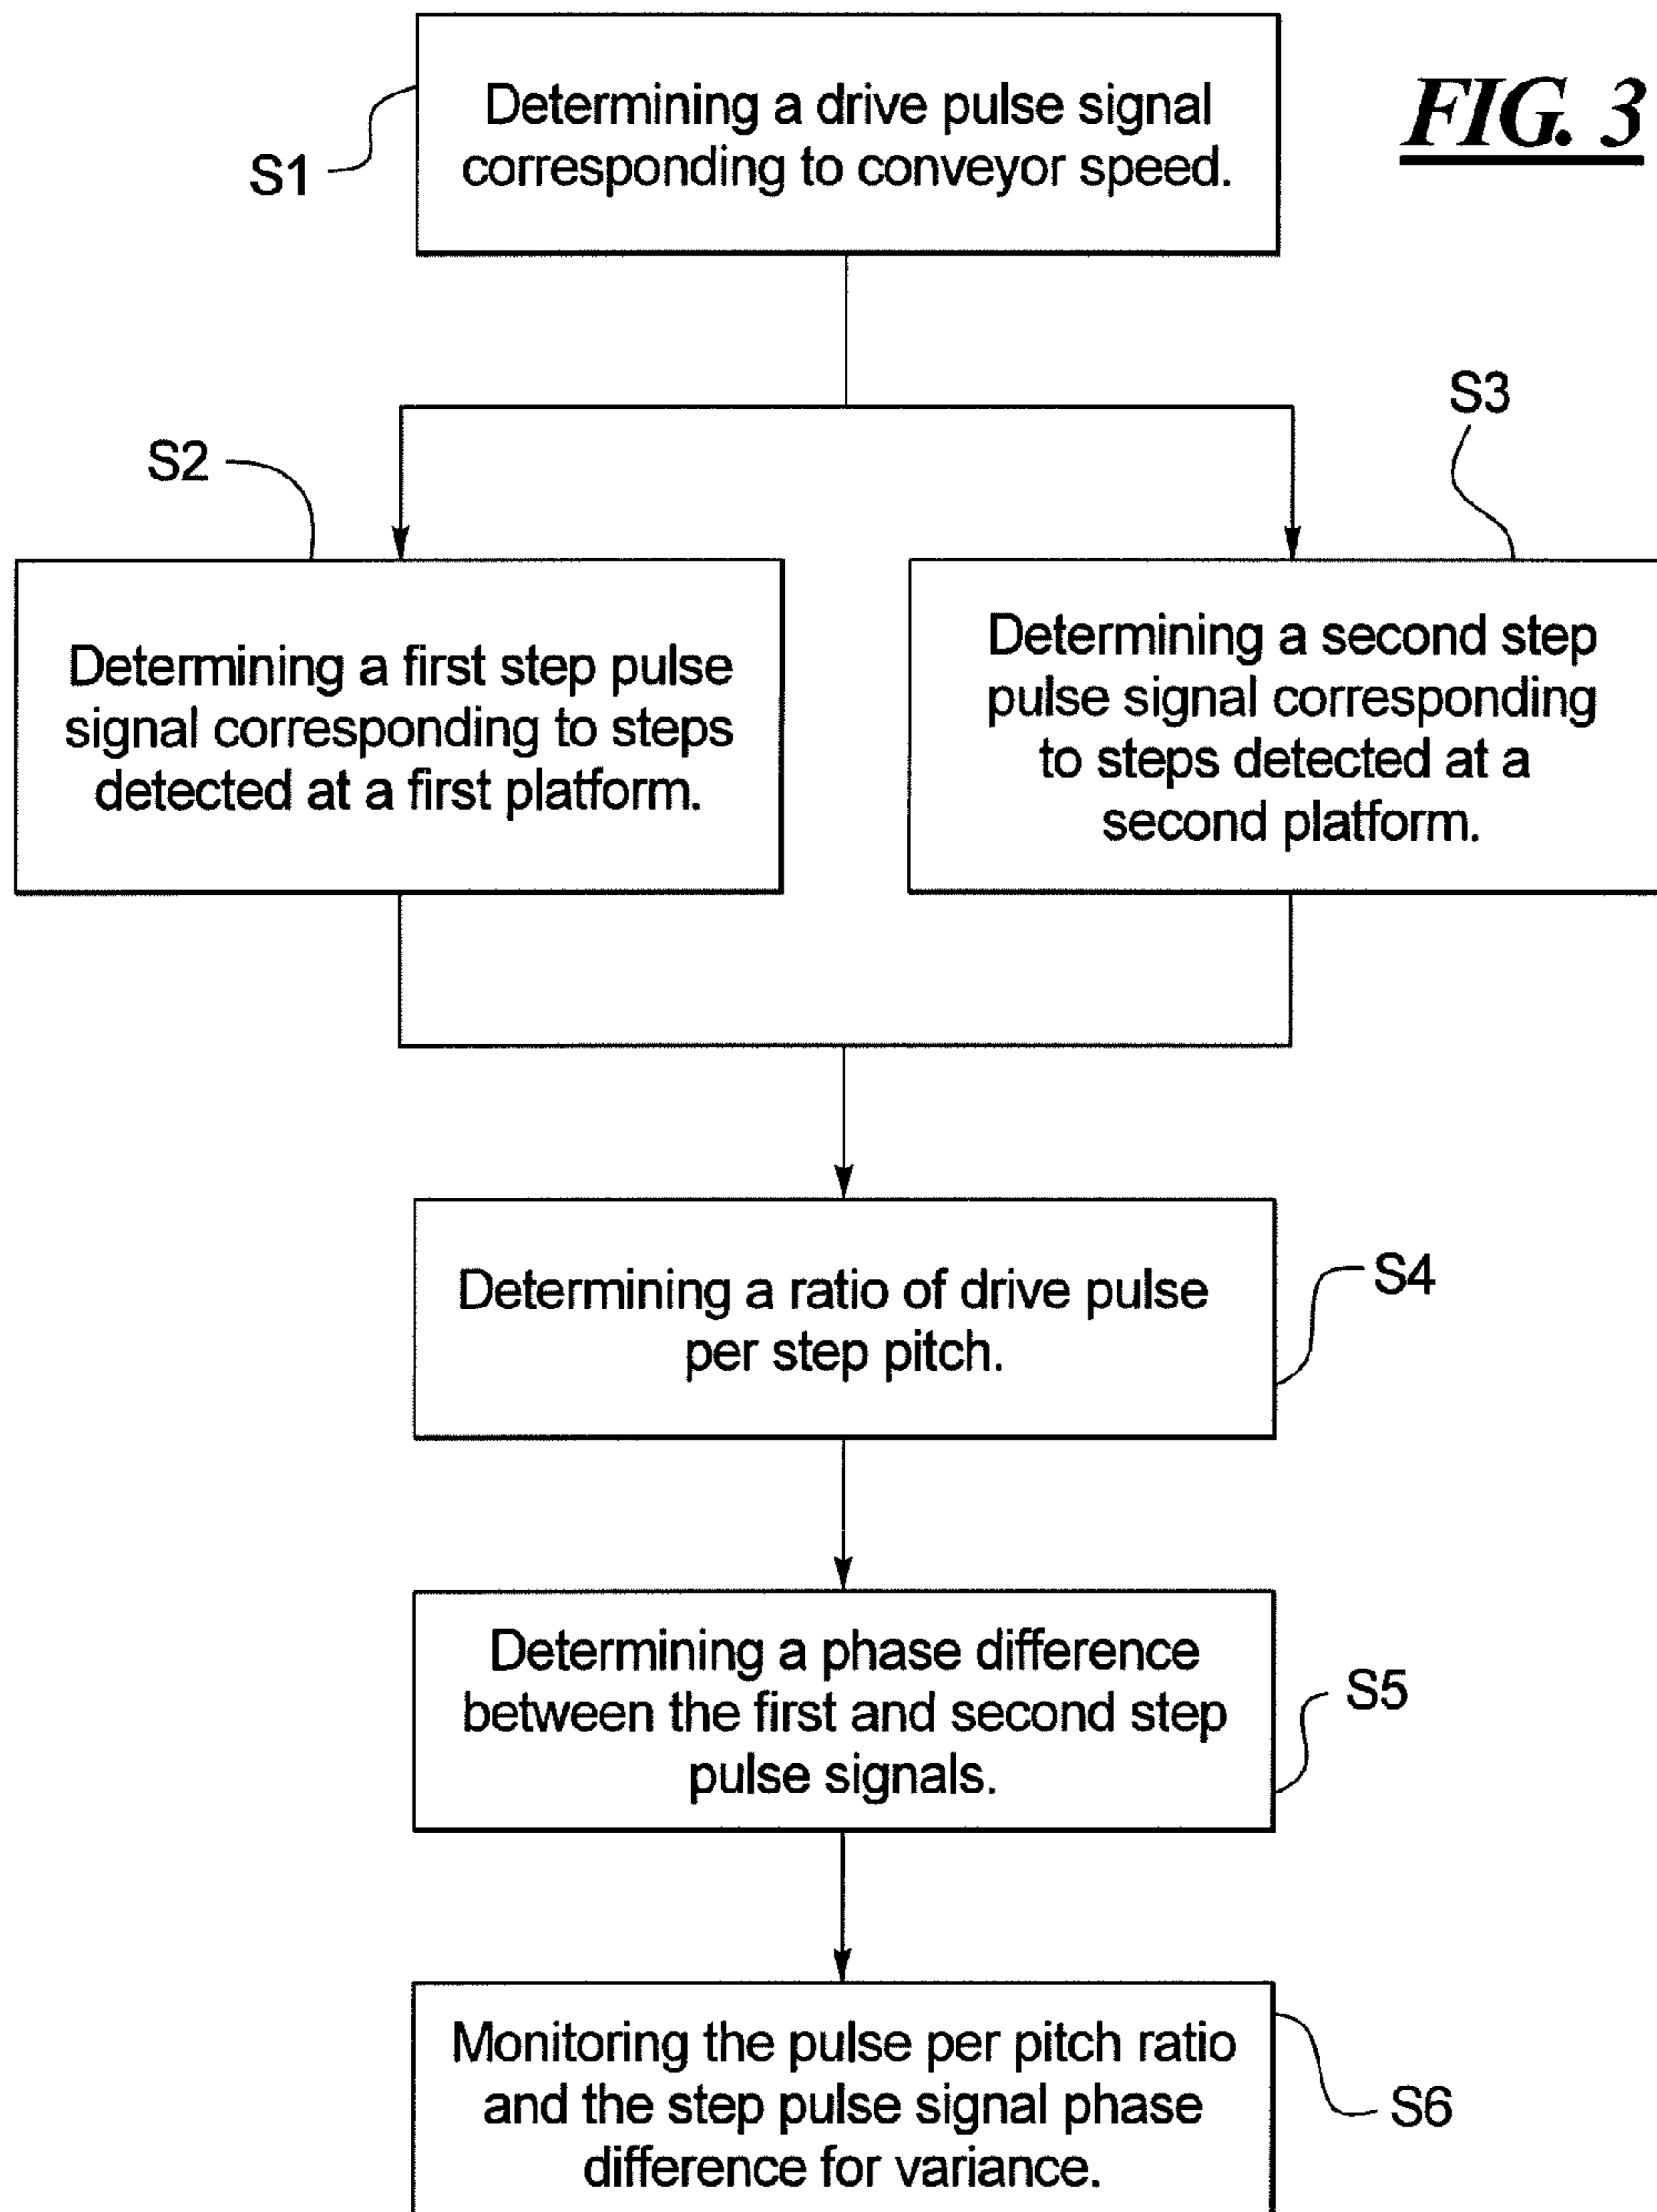 FIG. 3
S1
Determining a drive pulse signal
corresponding to conveyor speed.
S2
S3
Determining a first step pulse
signal corresponding to steps
detected at a first platform.
Determining a second step
pulse signal corresponding
to steps detected at a
second platform.
Determining a ratio of drive pulse
per step pitch.
S4
Determining a phase difference
between the first and second step
pulse signals.
S5
Monitoring the pulse per pitch ratio
and the step pulse signal phase
difference for variance.
S6